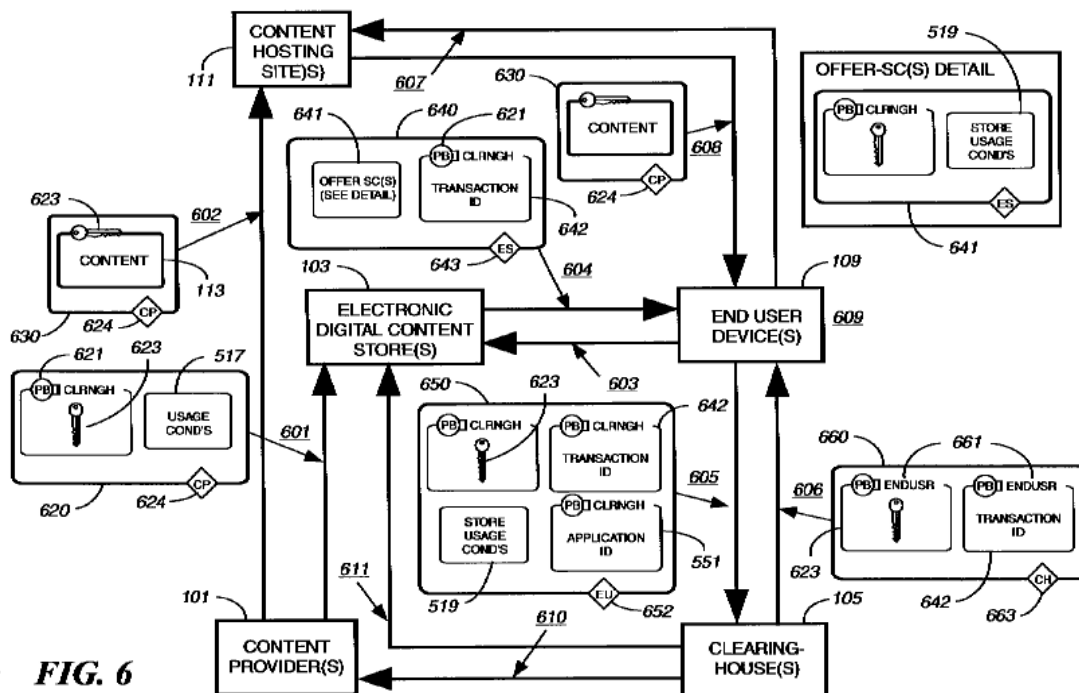 CONTENT
HOSTING
SITE(S)
111
607
630
CONTENT
608
CP
624
519
OFFER-SC(S) DETAIL
PB CLRNGH
STORE
USAGE
COND'S
ES
641
641
640
621
OFFER SC(S)
(SEE DETAIL)
PB CLRNGH
TRANSACTION
ID
642
ES
643
604
623
602
CONTENT
113
CP
630
624
103
ELECTRONIC
DIGITAL CONTENT
STORE(S)
109
END USER
DEVICE(S)
609
603
621
623
517
PB CLRNGH
USAGE
COND'S
601
CP
620
624
650
623
642
PB CLRNGH
PB CLRNGH
TRANSACTION
ID
605
STORE
USAGE
COND'S
PB CLRNGH
APPLICATION
ID
551
519
EU
652
660
661
606
PB ENDUSR
PB ENDUSR
TRANSACTION
ID
623
642
CH
663
611
101
CONTENT
PROVIDER(S)
610
105
CLEARING-
HOUSE(S)
FIG. 6